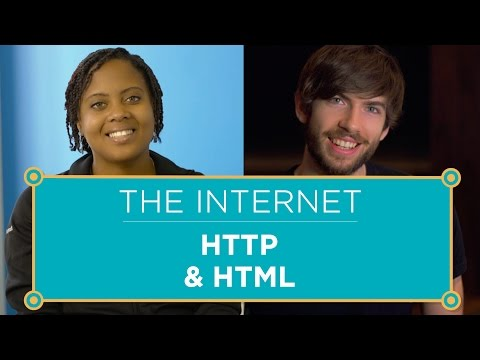 THE INTERNET
HTTP
& HTML